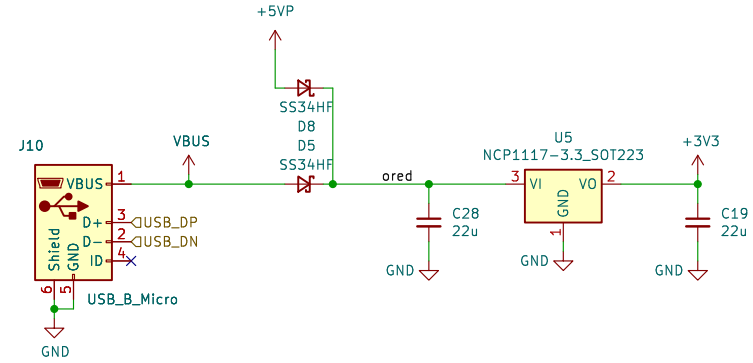 +5VP
SS34HF
D8
D5
SS34HF
J10
VBUS
ored
U5
NCP1117-3.3_SOT223
+3V3
VBUS 1
D+ 3 USB_DP
D- 2 USB_DN
ID 4
Shield
GND
6
5
USB_B_Micro
GND
C28
22u
GND
3 VI VO 2
GND
1
GND
C19
22u
GND